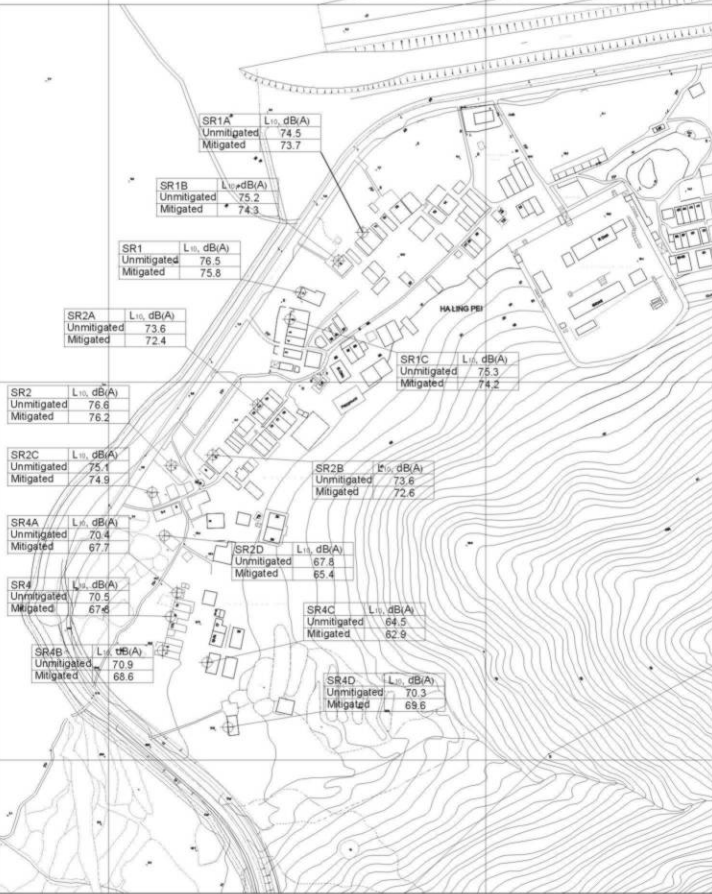 SR1A L10, dB(A)
Unmitigated 74.5
Mitigated 73.7
SR1B L10, dB(A)
Unmitigated 75.2
Mitigated 74.3
SR1 L10, dB(A)
Unmitigated 76.5
Mitigated 75.8
SR2A L10, dB(A)
Unmitigated 73.6
Mitigated 72.4
HA LING PEI
SR1C L10, dB(A)
Unmitigated 75.3
Mitigated 74.2
SR2 L10, dB(A)
Unmitigated 76.6
Mitigated 76.2
SR2C L10, dB(A)
Unmitigated 75.1
Mitigated 74.9
SR2B L10, dB(A)
Unmitigated 73.6
Mitigated 72.6
SR4A L10, dB(A)
Unmitigated 70.4
Mitigated 67.7
SR2D L10, dB(A)
Unmitigated 67.8
Mitigated 65.4
SR4 L10, dB(A)
Unmitigated 70.5
Mitigated 67.8
SR4C L10, dB(A)
Unmitigated 64.5
Mitigated 62.9
SR4B L10, dB(A)
Unmitigated 70.9
Mitigated 68.6
SR4D L10, dB(A)
Unmitigated 70.3
Mitigated 69.6